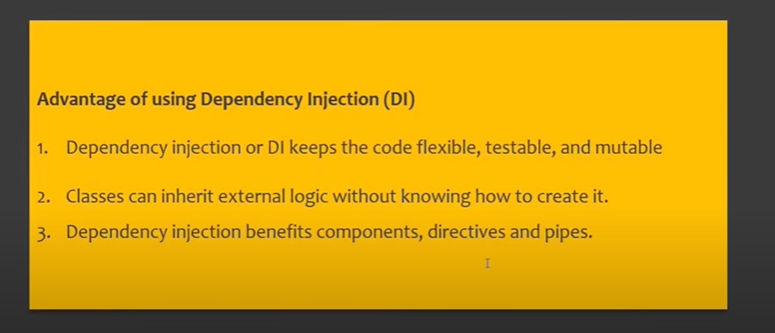 Advantage of using Dependency Injection (DI)
1. Dependency injection or DI keeps the code flexible, testable, and mutable
2. Classes can inherit external logic without knowing how to create it.
3. Dependency injection benefits components, directives and pipes.